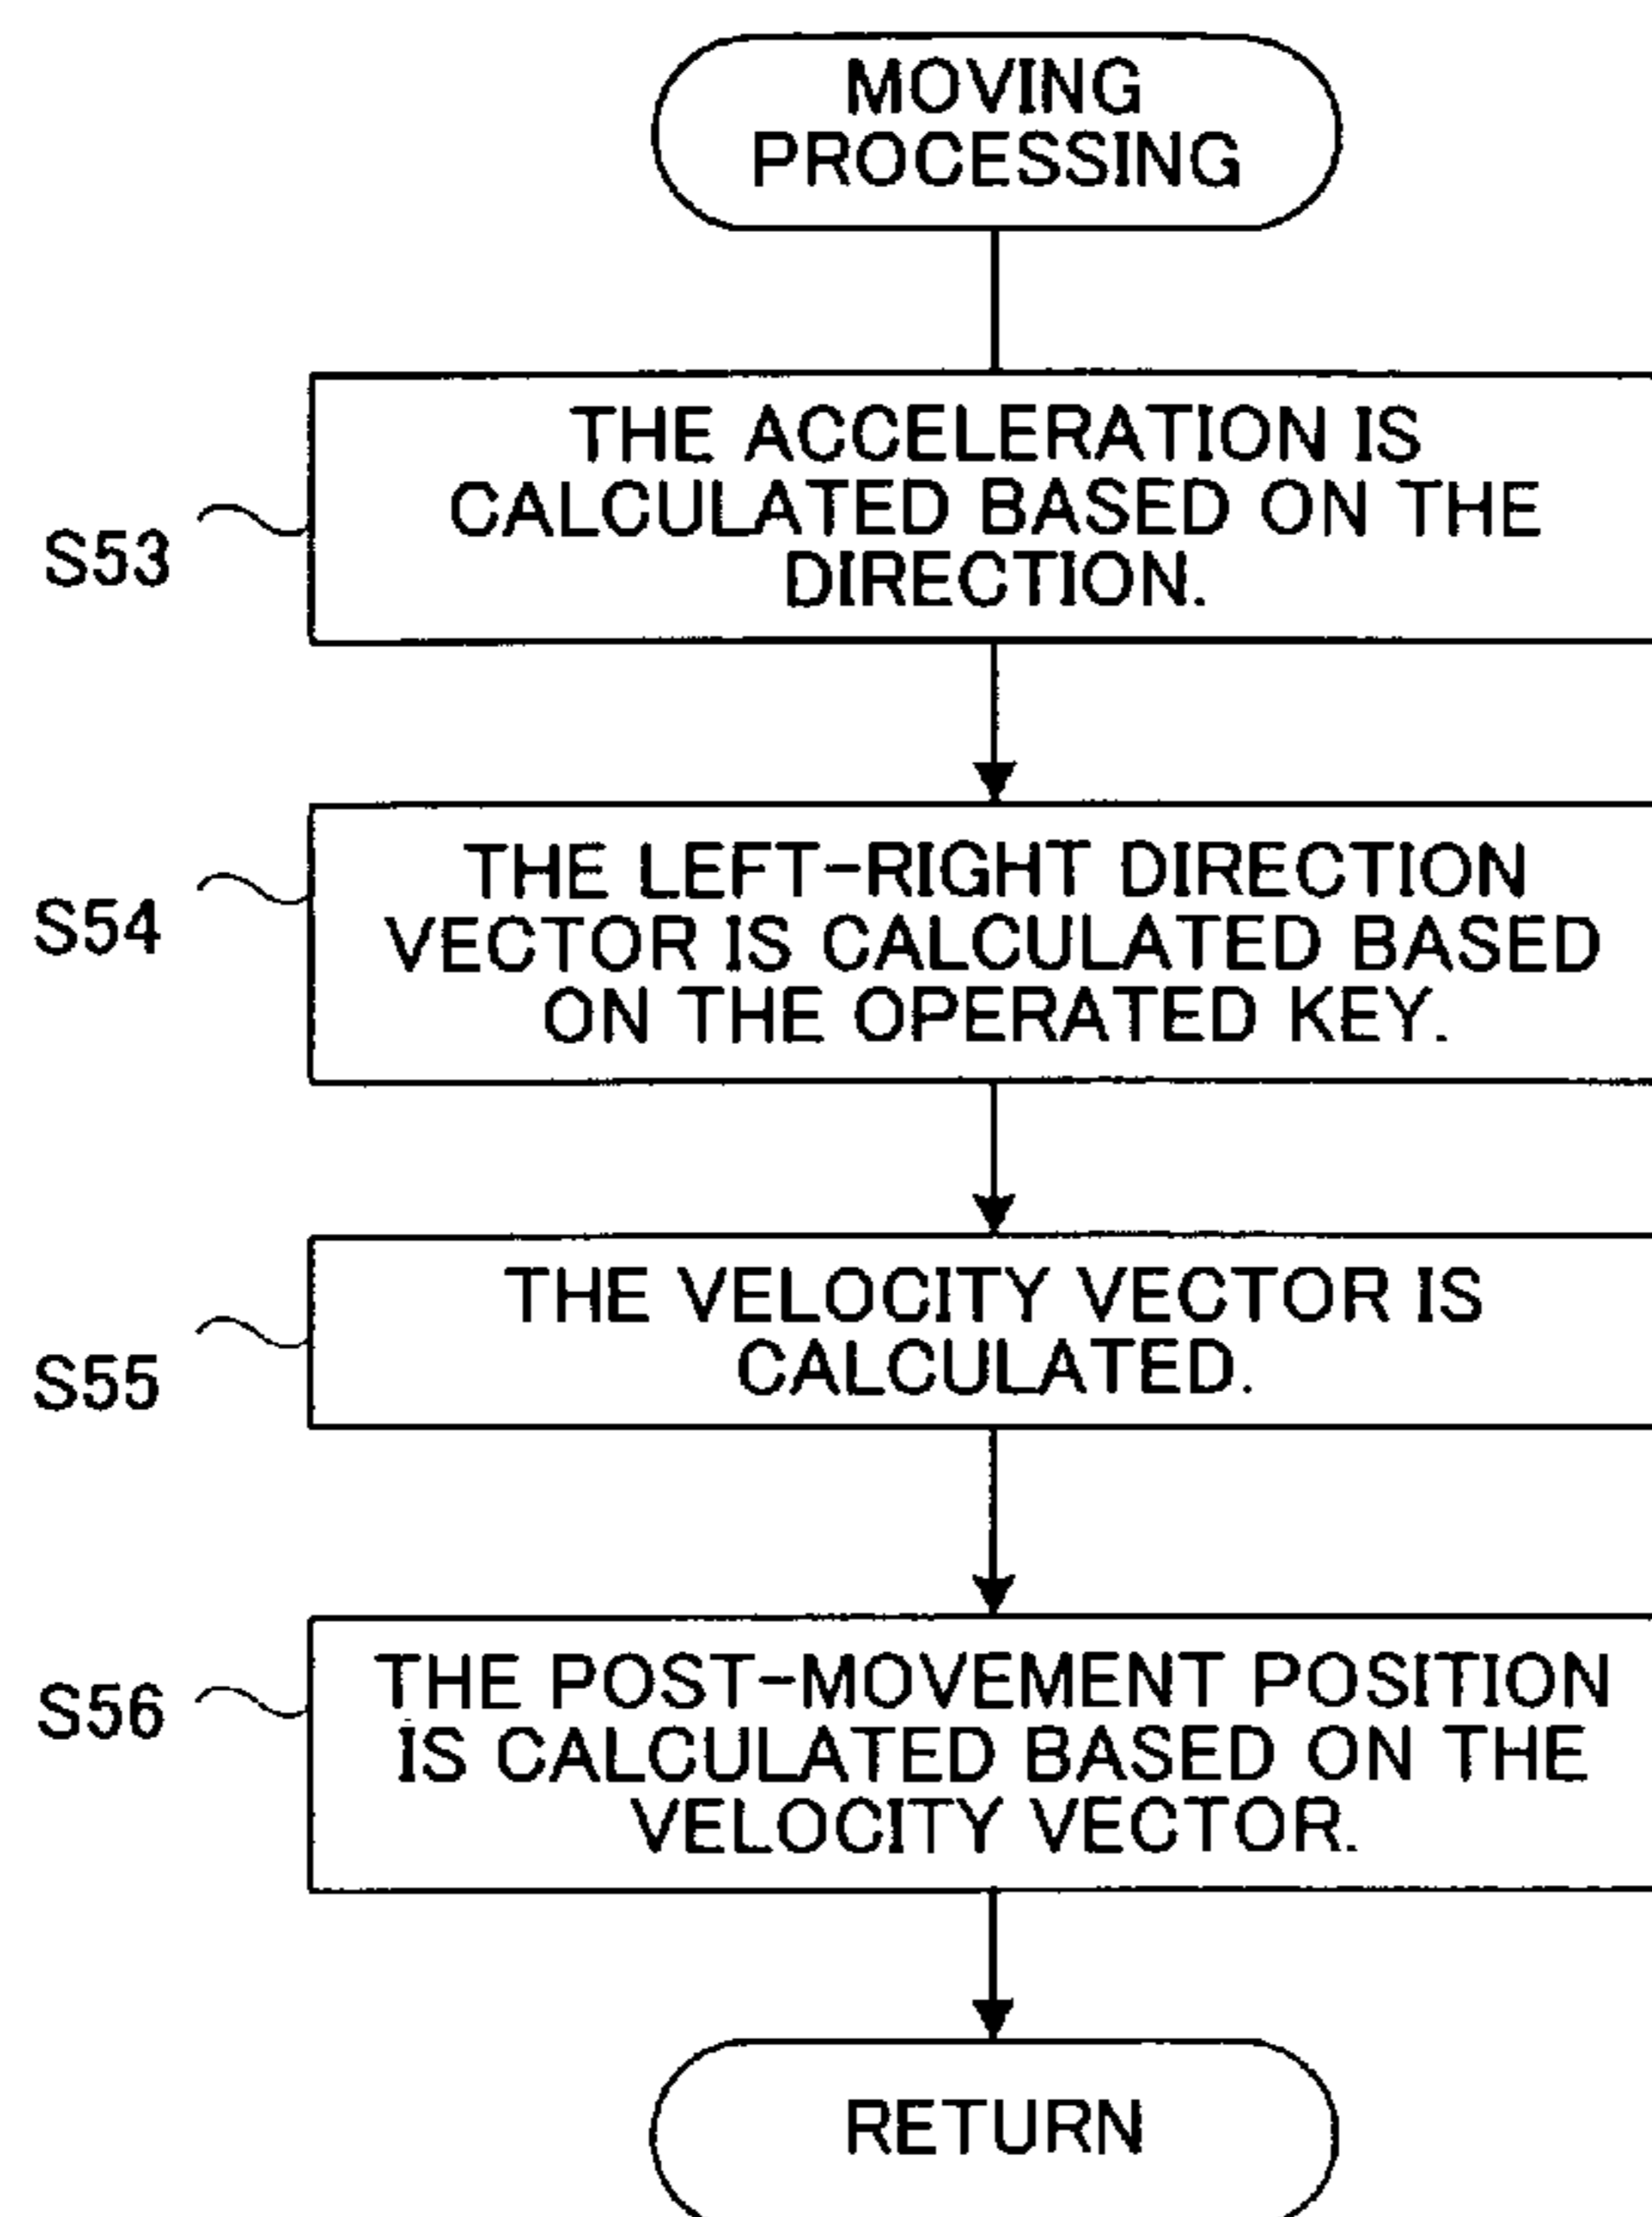 MOVING
PROCESSING
THE ACCELERATION IS
CALCULATED BASED ON THE
DIRECTION.
S53
THE LEFT-RIGHT DIRECTION
VECTOR IS CALCULATED BASED
ON THE OPERATED KEY.
S54
THE VELOCITY VECTOR IS
CALCULATED.
S55
THE POST-MOVEMENT POSITION
IS CALCULATED BASED ON THE
VELOCITY VECTOR.
S56
RETURN